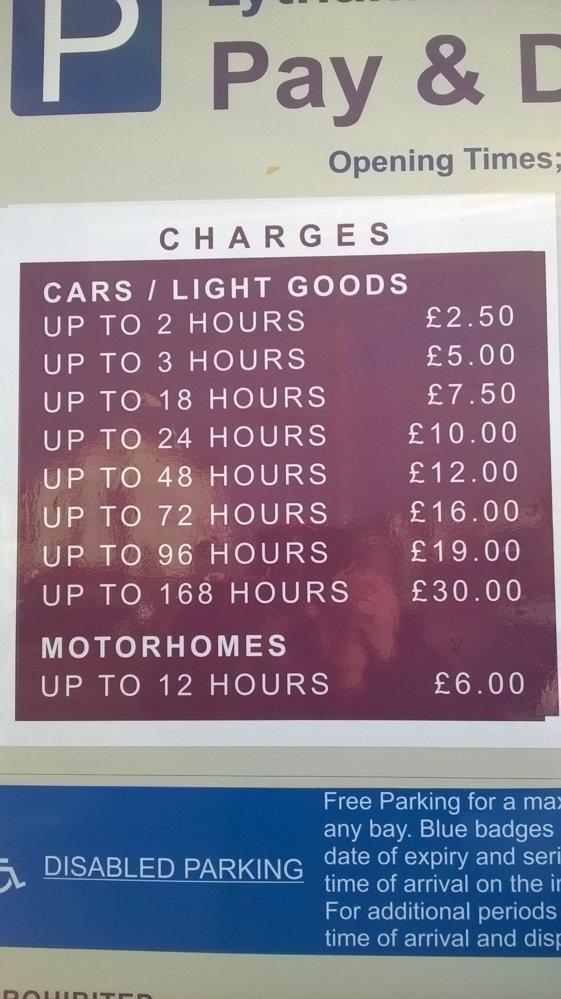 P
Pay & D
Opening Times;
CHARGES
CARS / LIGHT GOODS
UP TO 2 HOURS £2.50
UP TO 3 HOURS £5.00
UP TO 18 HOURS £7.50
UP TO 24 HOURS £10.00
UP TO 48 HOURS £12.00
UP TO 72 HOURS £16.00
UP TO 96 HOURS £19.00
UP TO 168 HOURS £30.00
MOTORHOMES
UP TO 12 HOURS £6.00
DISABLED PARKING
Free Parking for a max
any bay. Blue badges
date of expiry and seri
time of arrival on the i
For additional periods
time of arrival and disp